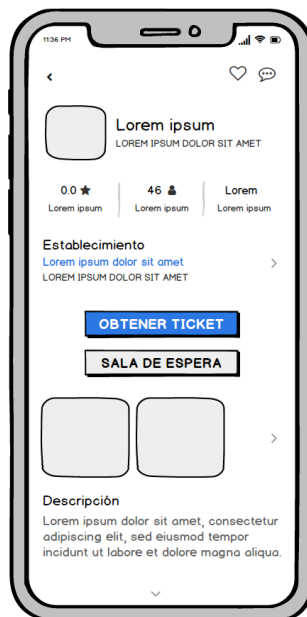 11:36 PM
Lorem ipsum
LOREM IPSUM DOLOR SIT AMET
0.0 46 Lorem
Lorem ipsum Lorem ipsum Lorem ipsum
Establecimiento
Lorem ipsum dolor sit amet
LOREM IPSUM DOLOR SIT AMET
OBTENER TICKET
SALA DE ESPERA
Descripción
Lorem ipsum dolor sit amet, consectetur
adipiscing elit, sed eiusmod tempor
incidunt ut labore et dolore magna aliqua.